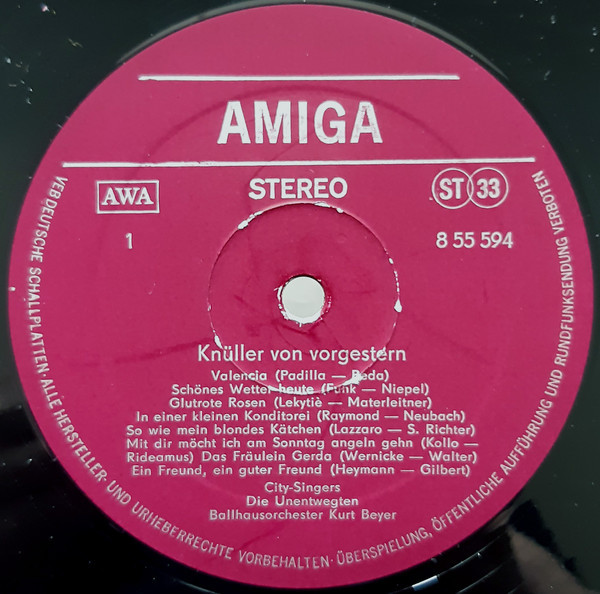 AMIGA
AWA
STEREO
ST 33
1
8 55 594
Knüller von vorgestern
Valencia (Padilla — Beda)
Schönes Wetter heute (Funk — Niepel)
Glutrote Rosen (Lekytiè — Materleitner)
In einer kleinen Konditorei (Raymond — Neubach)
So wie mein blondes Kätchen (Lazzaro — S. Richter)
Mit dir möcht ich am Sonntag angeln gehn (Kollo —
Rideamus) Das Fräulein Gerda (Wernicke — Walter)
Ein Freund, ein guter Freund (Heymann — Gilbert)
City-Singers
Die Unentwegten
Ballhausorchester Kurt Beyer
VEB DEUTSCHE SCHALLPLATTEN · ALLE HERSTELLER- UND URHEBERRECHTE VORBEHALTEN · ÜBERSPIELUNG, ÖFFENTLICHE AUFFÜHRUNG UND RUNDFUNKSENDUNG VERBOTEN